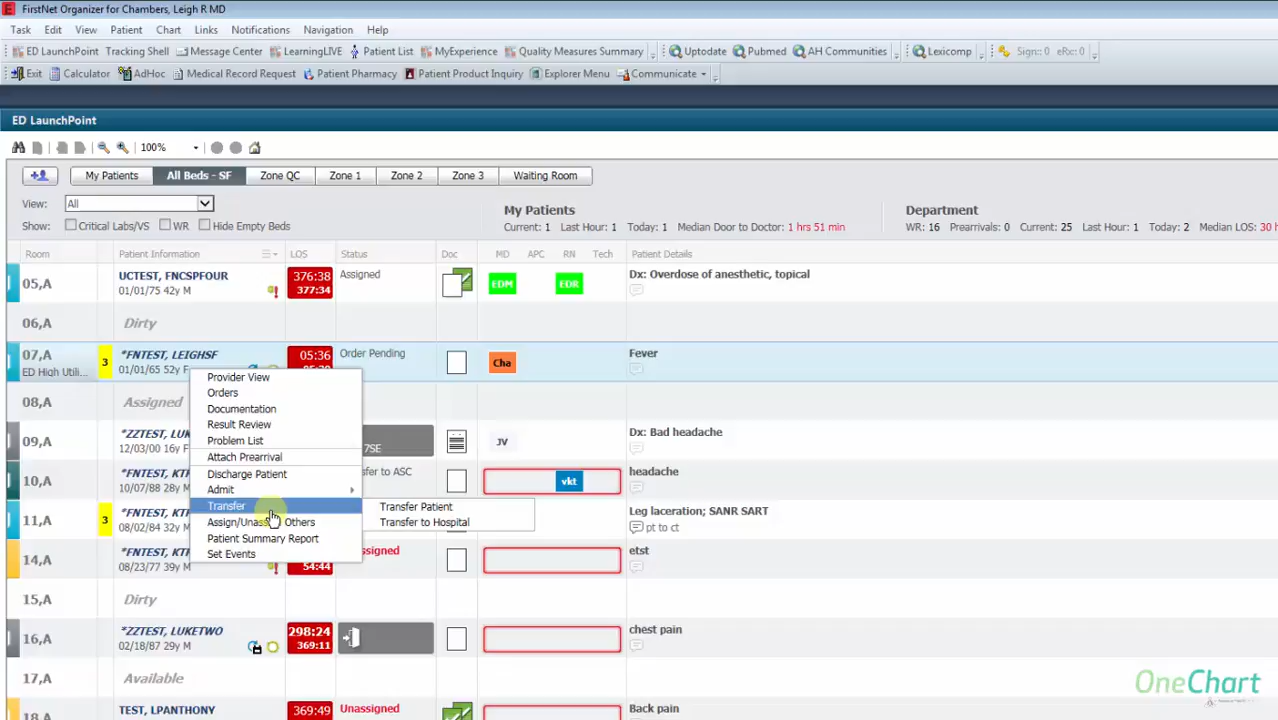 FirstNet Organizer for Chambers, Leigh R MD
Task Edit View Patient Chart Links Notifications Navigation Help
ED LaunchPoint Tracking Shell Message Center LearningLIVE Patient List MyExperience Quality Measures Summary Uptodate Pubmed AH Communities Lexicomp Sign:: 0 eRx: 0
Exit Calculator AdHoc Medical Record Request Patient Pharmacy Patient Product Inquiry Explorer Menu Communicate
ED LaunchPoint
100%
My Patients All Beds - SF Zone QC Zone 1 Zone 2 Zone 3 Waiting Room
View: All
My Patients Department
Show: Critical Labs/VS WR Hide Empty Beds
Current: 1 Last Hour: 1 Today: 1 Median Door to Doctor: 1 hrs 51 min WR: 16 Prearrivals: 0 Current: 25 Last Hour: 1 Today: 2 Median LOS: 30
Room Patient Information LOS Status Doc MD APC RN Tech Patient Details
05,A UCTEST, FNCSPFOUR 376:38 Assigned EDM EDR Dx: Overdose of anesthetic, topical
01/01/75 42y M 377:34
06,A Dirty
07,A 3 *FNTEST, LEIGHSF 05:36 Order Pending Cha Fever
ED High Utili... 01/01/65 52y F
Provider View
Orders
08,A Assigned
Documentation
Result Review
09,A *ZZTEST, LUK JV Dx: Bad headache
Problem List
12/03/00 16y F 7SE
Attach Prearrival
10,A *FNTEST, KTH to ASC vkt headache
Discharge Patient
10/07/88 28y M
Admit
Transfer Transfer Patient
11,A 3 *FNTEST, KTH Leg laceration; SANR SART
Assign/Unass Others Transfer to Hospital
08/02/84 32y pt to ct
Patient Summary Report
14,A *FNTEST, KTH etst
Set Events
08/23/77 39y M 54:44
15,A Dirty
16,A *ZZTEST, LUKETWO 298:24 chest pain
02/18/87 29y M 369:11
17,A Available
18,A TEST, LPANTHONY 369:49 Unassigned Back pain
OneChart